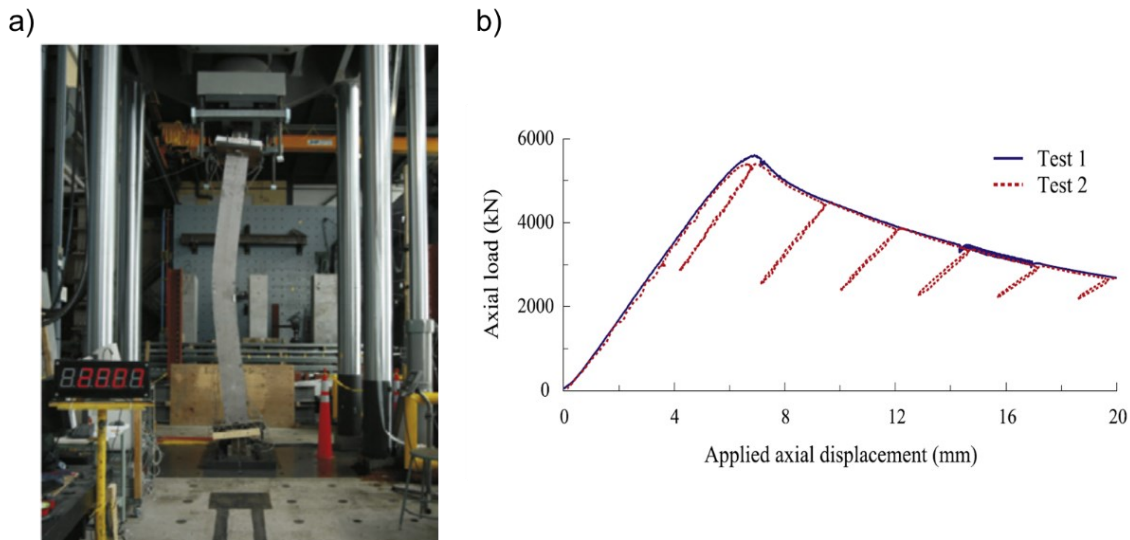 a)
b)
6000
4000
2000
0
Axial load (kN)
Test 1
Test 2
0 4 8 12 16 20
Applied axial displacement (mm)